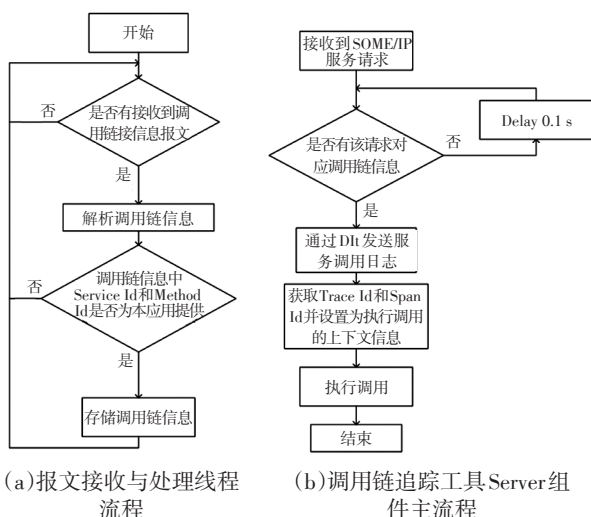 开始
否
是否有接收到调
用链接信息报文
是
解析调用链信息
否
调用链信息中
Service Id和Method
Id是否为本应用提供
是
存储调用链信息
(a)报文接收与处理线程
流程
接收到SOME/IP
服务请求
Delay 0.1 s
是否有该请求对
应调用链信息
否
是
通过Dlt发送服
务调用日志
获取Trace Id和Span
Id并设置为执行调用
的上下文信息
执行调用
结束
(b)调用链追踪工具Server组
件主流程